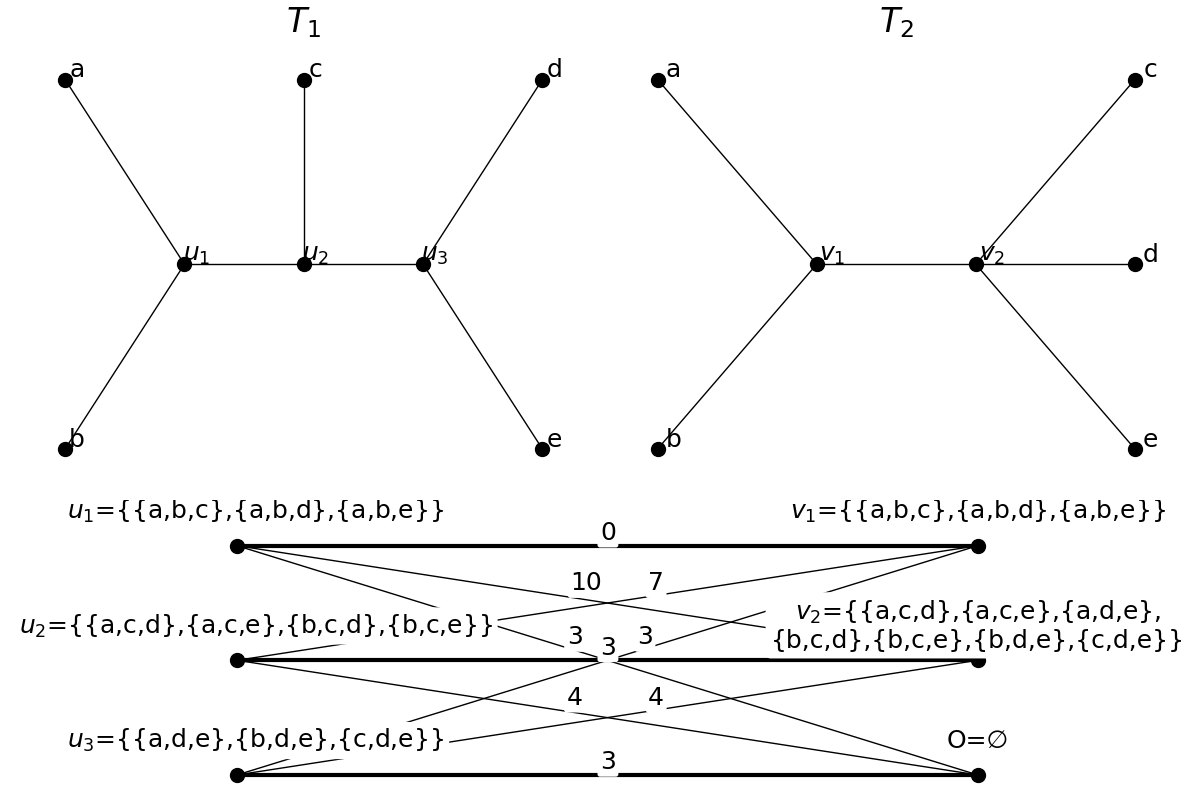 T₁ T₂
a c d a c
u₁ u₂ u₃ v₁ v₂ d
b e b e
u₁={{a,b,c},{a,b,d},{a,b,e}}
v₁={{a,b,c},{a,b,d},{a,b,e}}
0
10 7
u₂={{a,c,d},{a,c,e},{b,c,d},{b,c,e}}
v₂={{a,c,d},{a,c,e},{a,d,e},
{b,c,d},{b,c,e},{b,d,e},{c,d,e}}
3 3
3
4 4
u₃={{a,d,e},{b,d,e},{c,d,e}}
O=∅
3